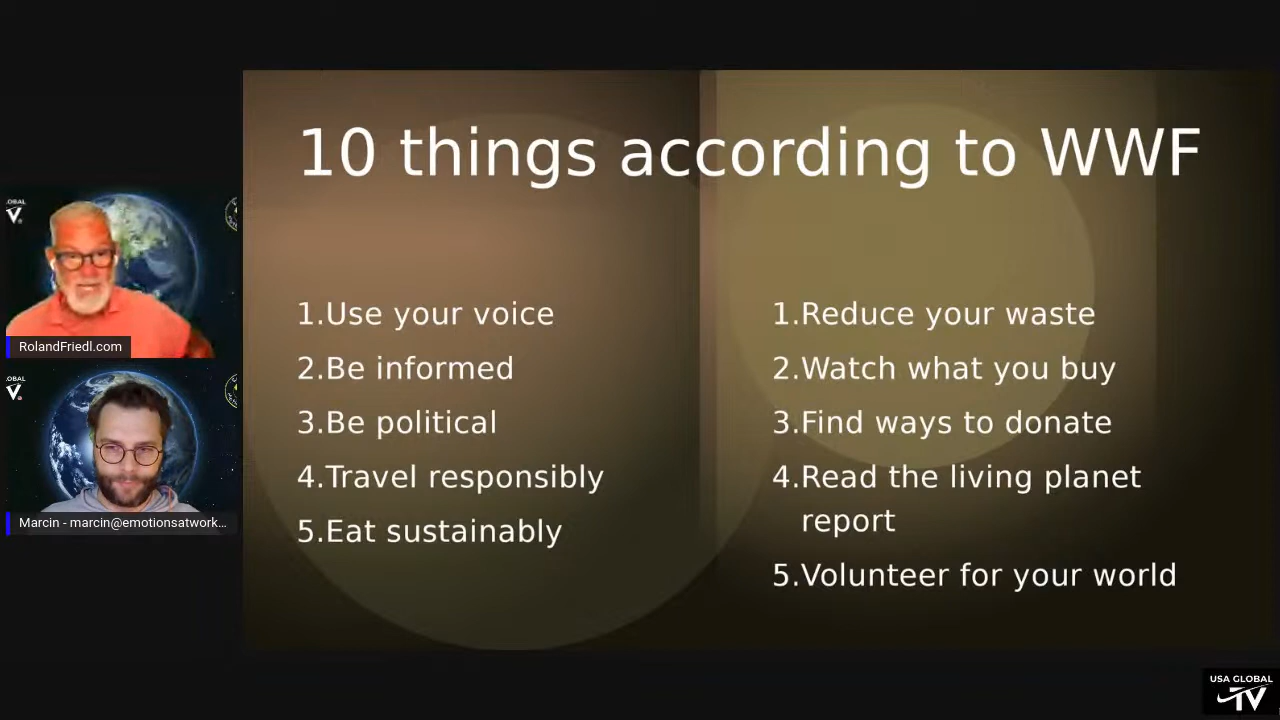 10 things according to WWF
1.Use your voice
2.Be informed
3.Be political
4.Travel responsibly
5.Eat sustainably
1.Reduce your waste
2.Watch what you buy
3.Find ways to donate
4.Read the living planet
report
5.Volunteer for your world
.OBAL
V
RolandFriedl.com
.OBAL
V
Marcin - marcin@emotionsatwork...
USA GLOBAL
TV